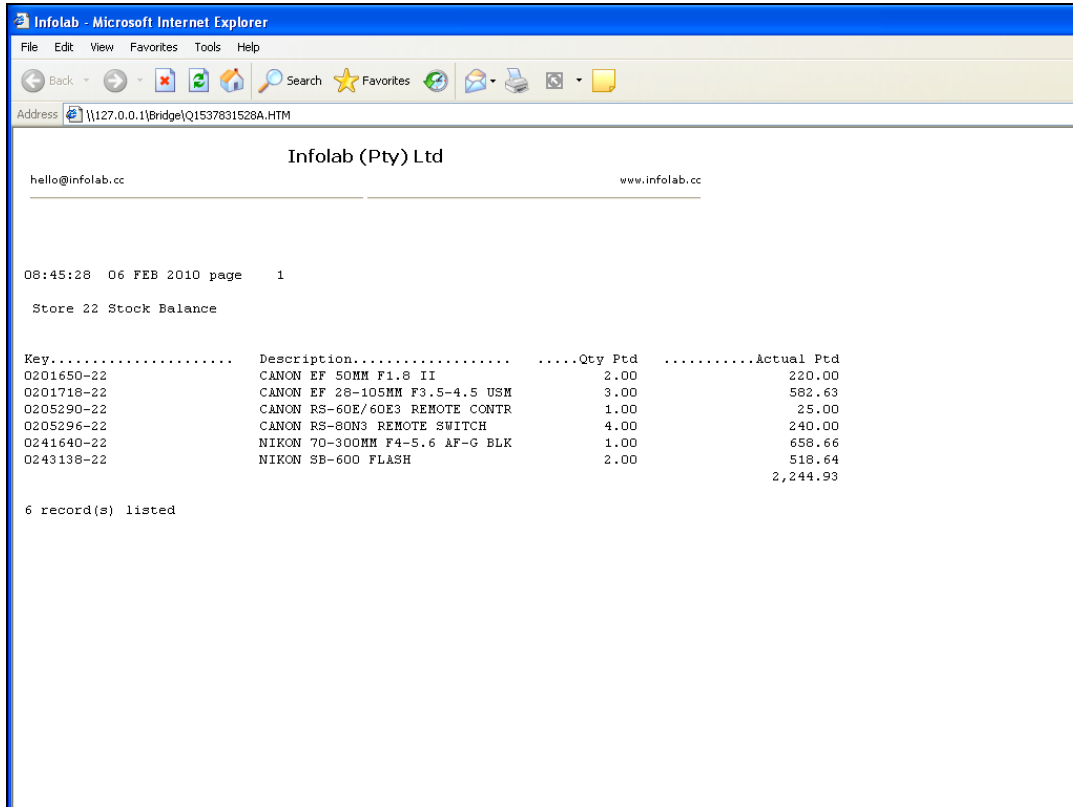 Infolab - Microsoft Internet Explorer
File Edit View Favorites Tools Help
Back Search Favorites
Address \\127.0.0.1\Bridge\Q1537831528A.HTM
Infolab (Pty) Ltd
hello@infolab.cc www.infolab.cc
08:45:28 06 FEB 2010 page 1
Store 22 Stock Balance
Key...................... Description................... .....Qty Ptd ...........Actual Ptd
0201650-22 CANON EF 50MM F1.8 II 2.00 220.00
0201718-22 CANON EF 28-105MM F3.5-4.5 USM 3.00 582.63
0205290-22 CANON RS-60E/60E3 REMOTE CONTR 1.00 25.00
0205296-22 CANON RS-80N3 REMOTE SWITCH 4.00 240.00
0241640-22 NIKON 70-300MM F4-5.6 AF-G BLK 1.00 658.66
0243138-22 NIKON SB-600 FLASH 2.00 518.64
2,244.93
6 record(s) listed